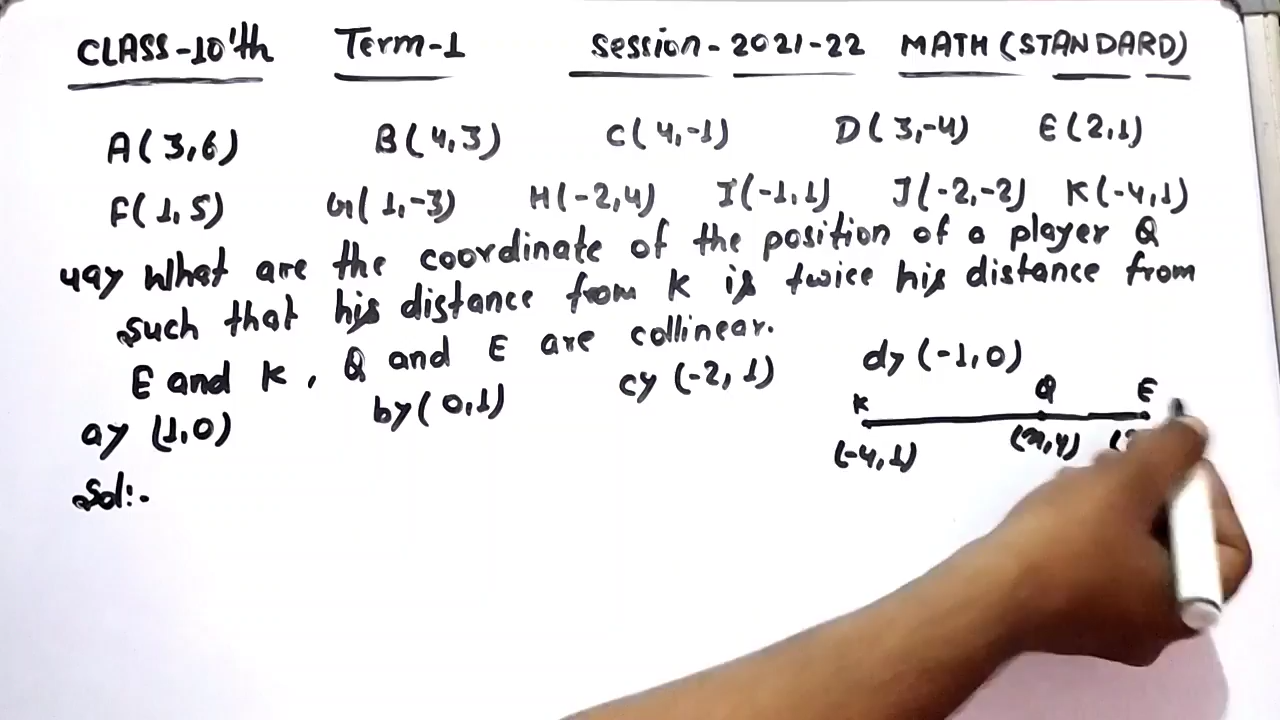 CLASS-10'th Term-1 Session-2021-22 MATH (STANDARD)
A(3,6) B(4,3) C(4,-1) D(3,-4) E(2,1)
F(1,5) G(1,-3) H(-2,4) I(-1,1) J(-2,-2) K(-4,1)
49> What are the coordinate of the position of a player Q
such that his distance from K is twice his distance from
E and K, Q and E are collinear.
a> (1,0) b> (0,1) c> (-2,1) d> (-1,0)
K Q E
(-4,1) (x,y) (2
Sol:-